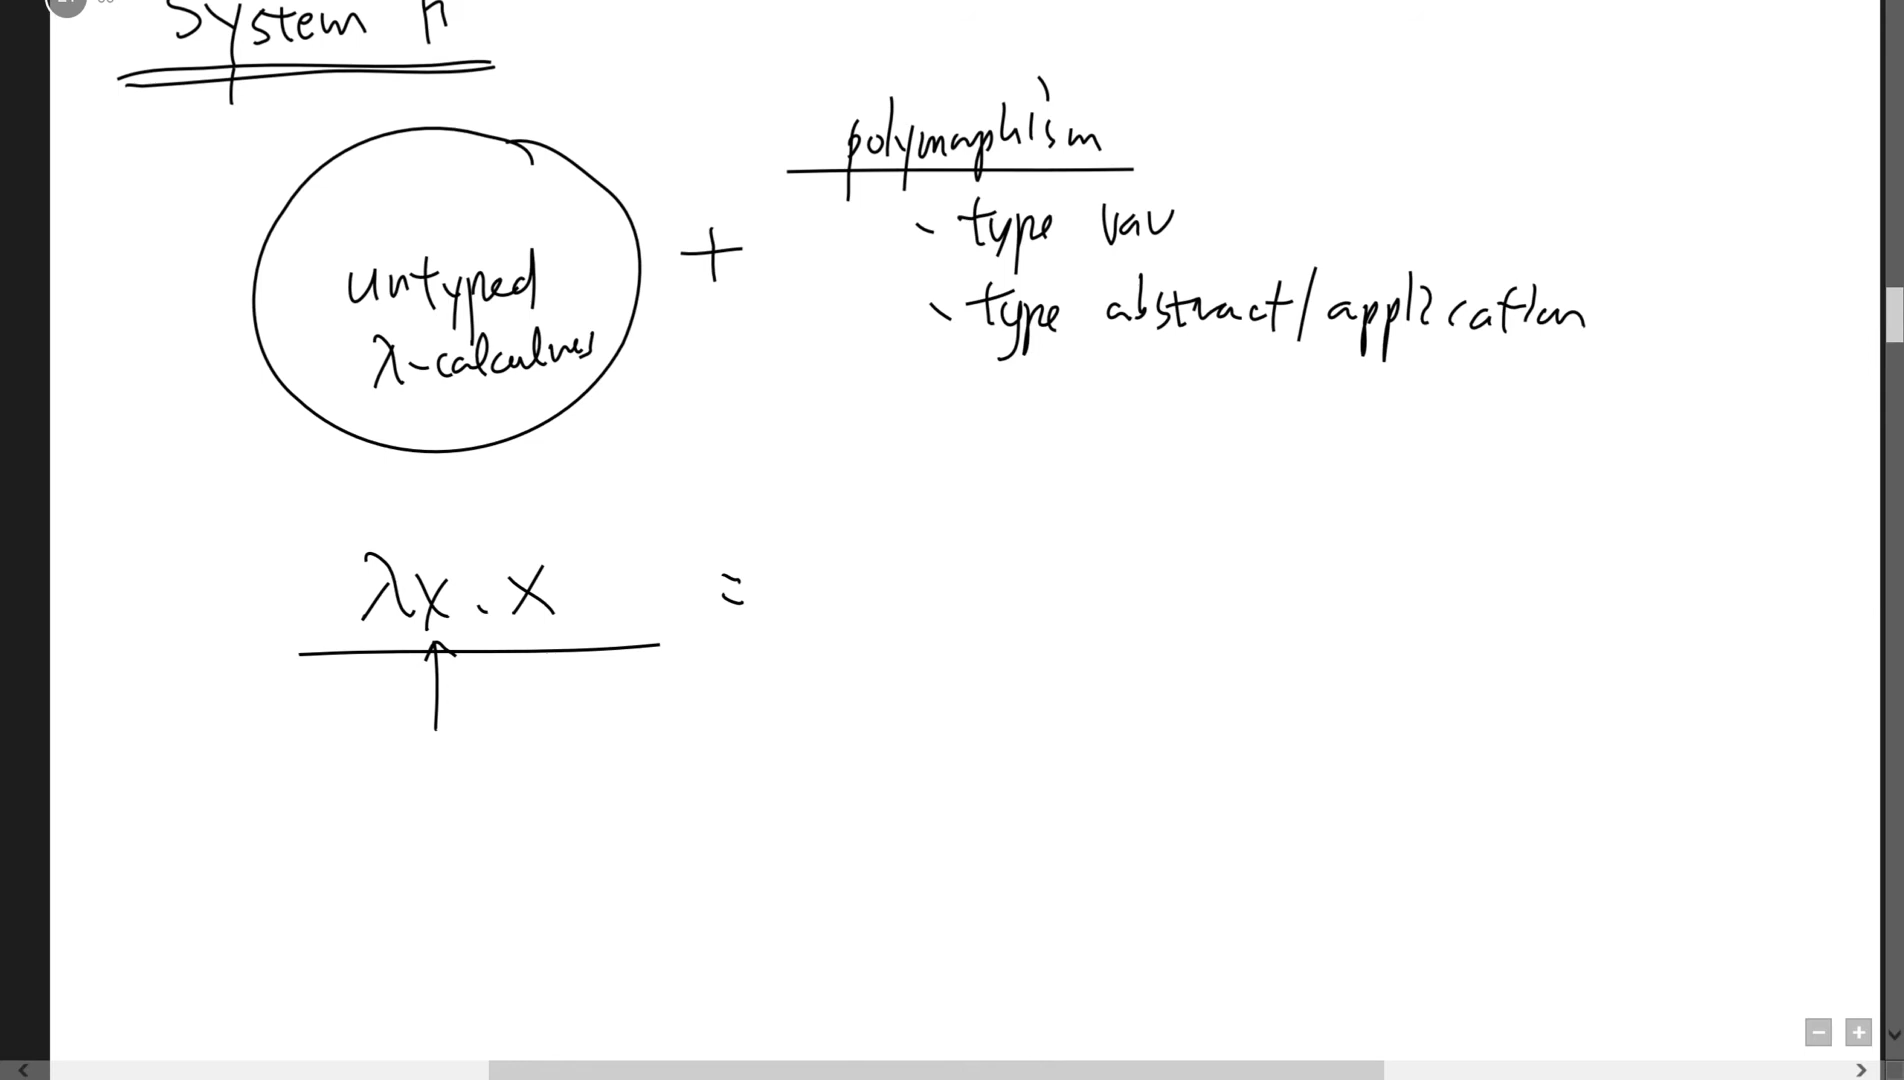 System
polymorphism
- type var
untyped
λ-calculus
+
- type abstract/application
λx. x =